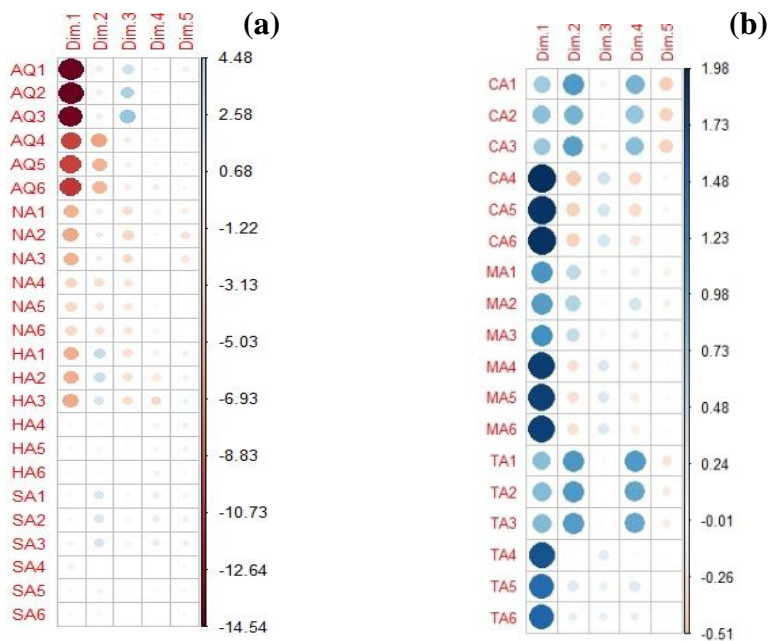 (a)
Dim.1 Dim.2 Dim.3 Dim.4 Dim.5
AQ1
AQ2
AQ3
AQ4
AQ5
AQ6
NA1
NA2
NA3
NA4
NA5
NA6
HA1
HA2
HA3
HA4
HA5
HA6
SA1
SA2
SA3
SA4
SA5
SA6
4.48
2.58
0.68
-1.22
-3.13
-5.03
-6.93
-8.83
-10.73
-12.64
-14.54
(b)
Dim.1 Dim.2 Dim.3 Dim.4 Dim.5
CA1
CA2
CA3
CA4
CA5
CA6
MA1
MA2
MA3
MA4
MA5
MA6
TA1
TA2
TA3
TA4
TA5
TA6
1.98
1.73
1.48
1.23
0.98
0.73
0.48
0.24
-0.01
-0.26
-0.51